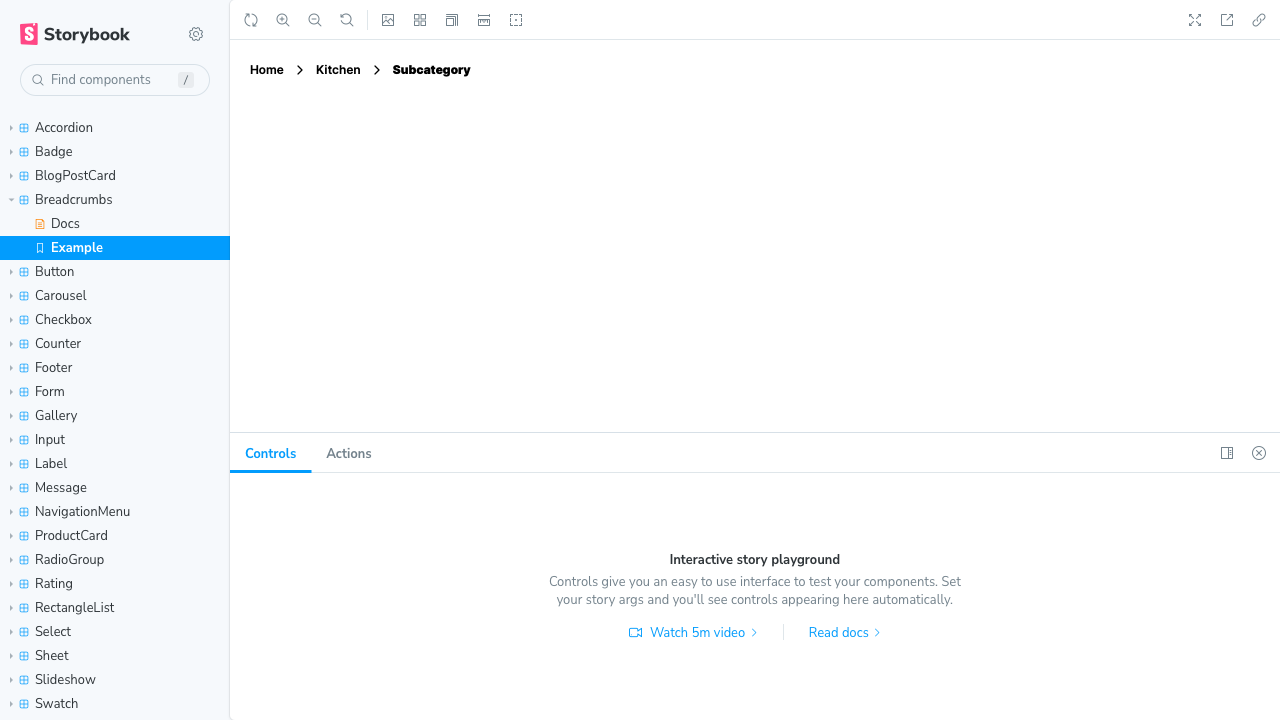 Storybook
Find components /
Accordion
Badge
BlogPostCard
Breadcrumbs
Docs
Example
Button
Carousel
Checkbox
Counter
Footer
Form
Gallery
Input
Label
Message
NavigationMenu
ProductCard
RadioGroup
Rating
RectangleList
Select
Sheet
Slideshow
Swatch
Home Kitchen Subcategory
Controls Actions
Interactive story playground
Controls give you an easy to use interface to test your components. Set
your story args and you'll see controls appearing here automatically.
Watch 5m video Read docs